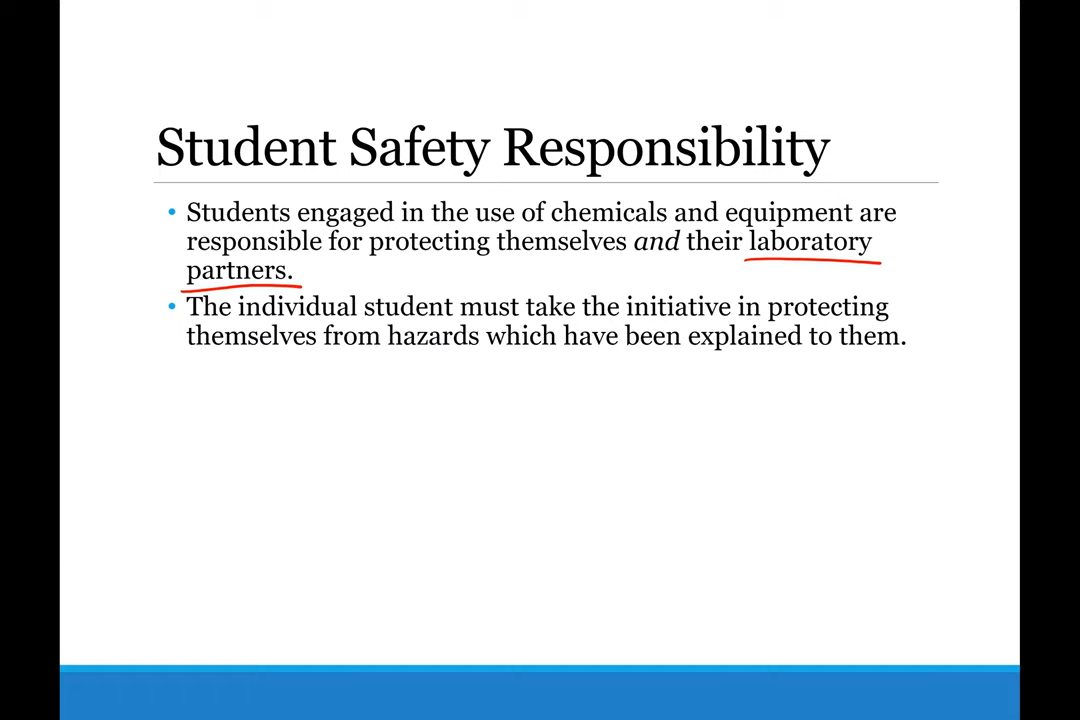 Student Safety Responsibility
• Students engaged in the use of chemicals and equipment are
responsible for protecting themselves and their laboratory
partners.
• The individual student must take the initiative in protecting
themselves from hazards which have been explained to them.